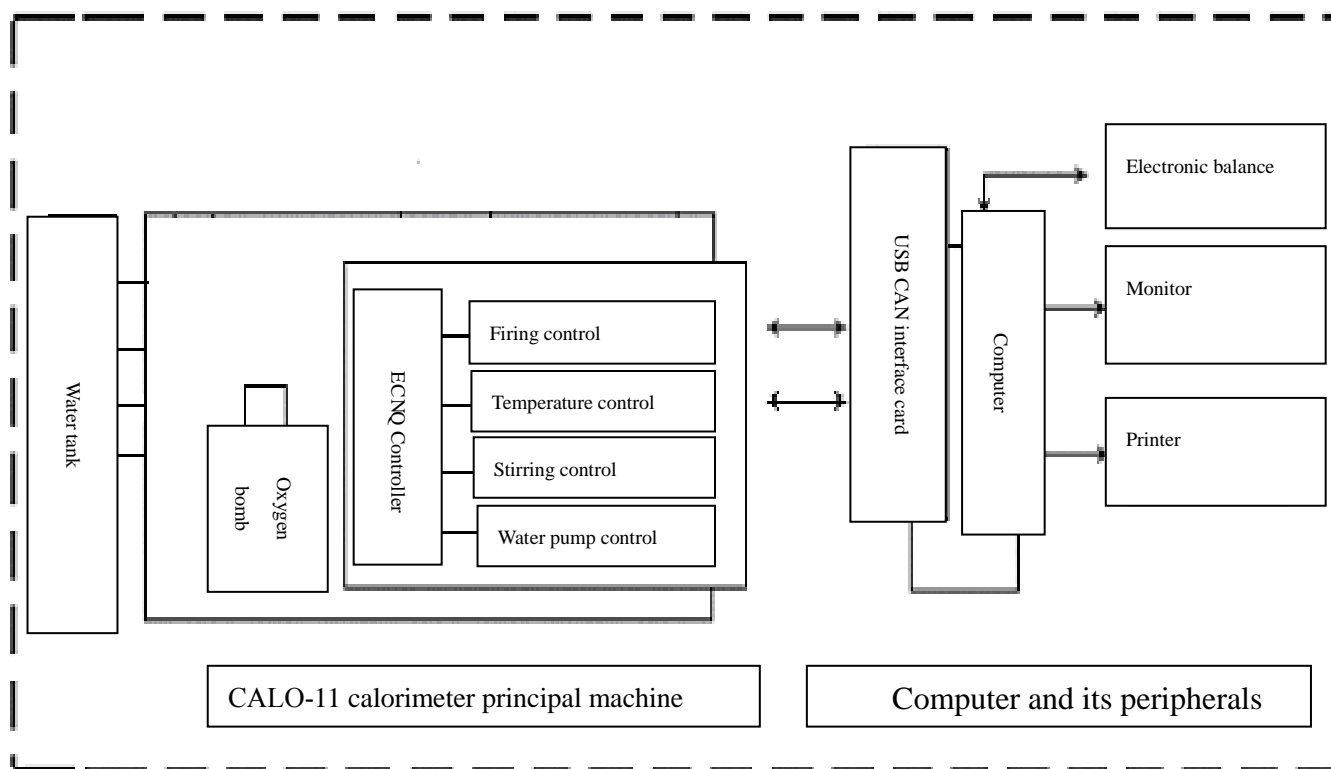 Electronic balance
USB CAN interface card
Computer
Monitor
Printer
Water tank
Oxygen
bomb
ECNQ Controller
Firing control
Temperature control
Stirring control
Water pump control
CALO-11 calorimeter principal machine
Computer and its peripherals